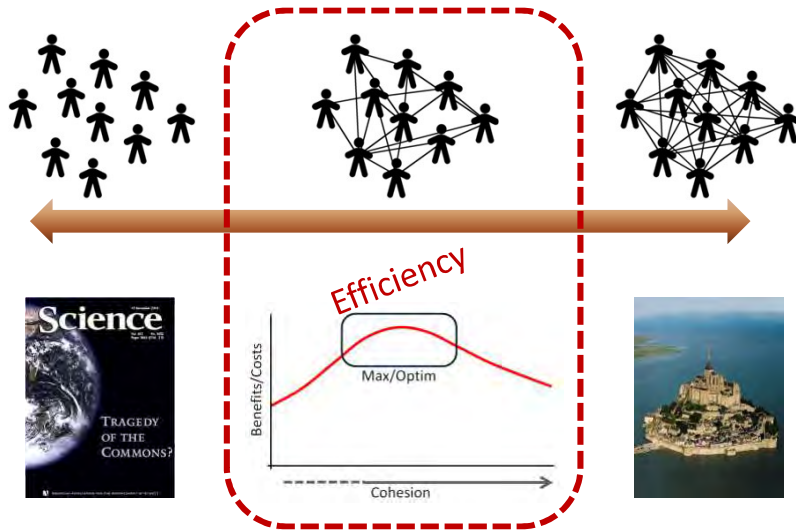 Efficiency
Science
TRAGEDY
OF THE
COMMONS?
Benefits/Costs
Max/Optim
Cohesion